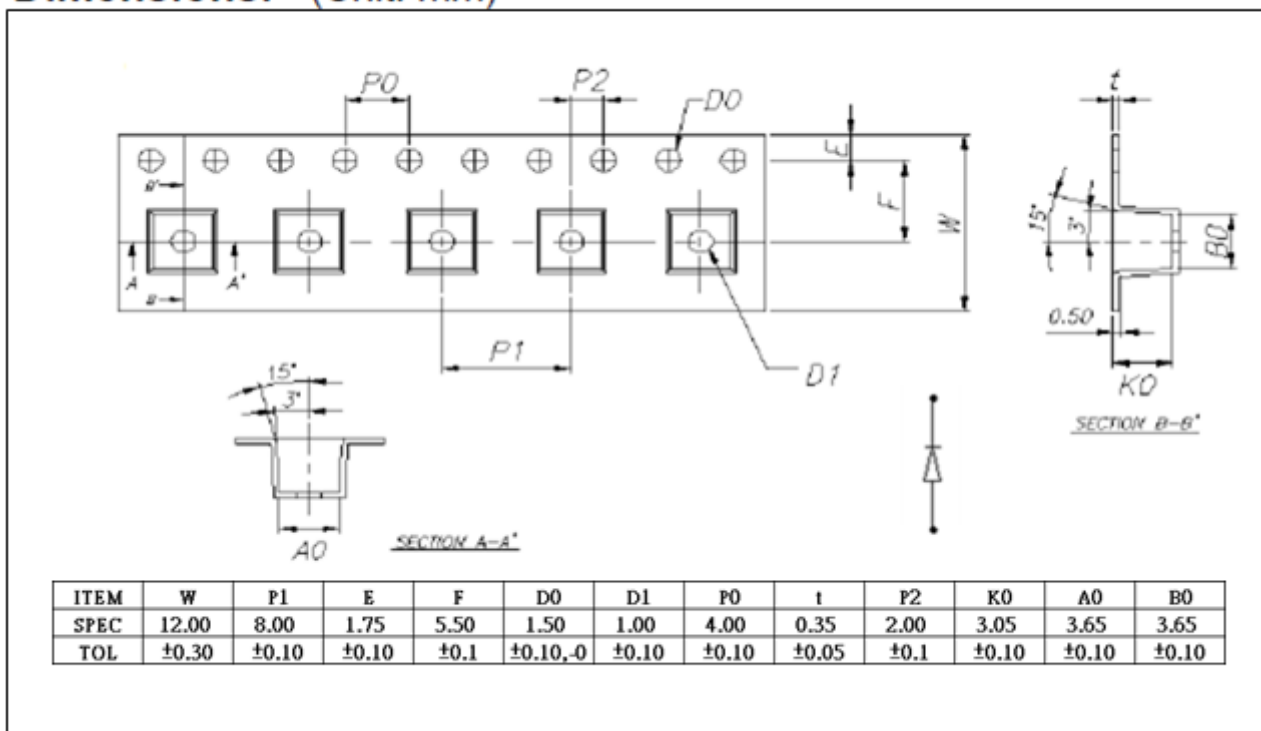 (Unit: mm)
P0
P2
D0
t
E
F
W
B'
A
A'
B
15°
3°
B0
0.50
K0
P1
D1
SECTION B-B'
15°
3°
A0
SECTION A-A'
ITEM W P1 E F D0 D1 P0 t P2 K0 A0 B0
SPEC 12.00 8.00 1.75 5.50 1.50 1.00 4.00 0.35 2.00 3.05 3.65 3.65
TOL ±0.30 ±0.10 ±0.10 ±0.1 ±0.10,-0 ±0.10 ±0.10 ±0.05 ±0.1 ±0.10 ±0.10 ±0.10